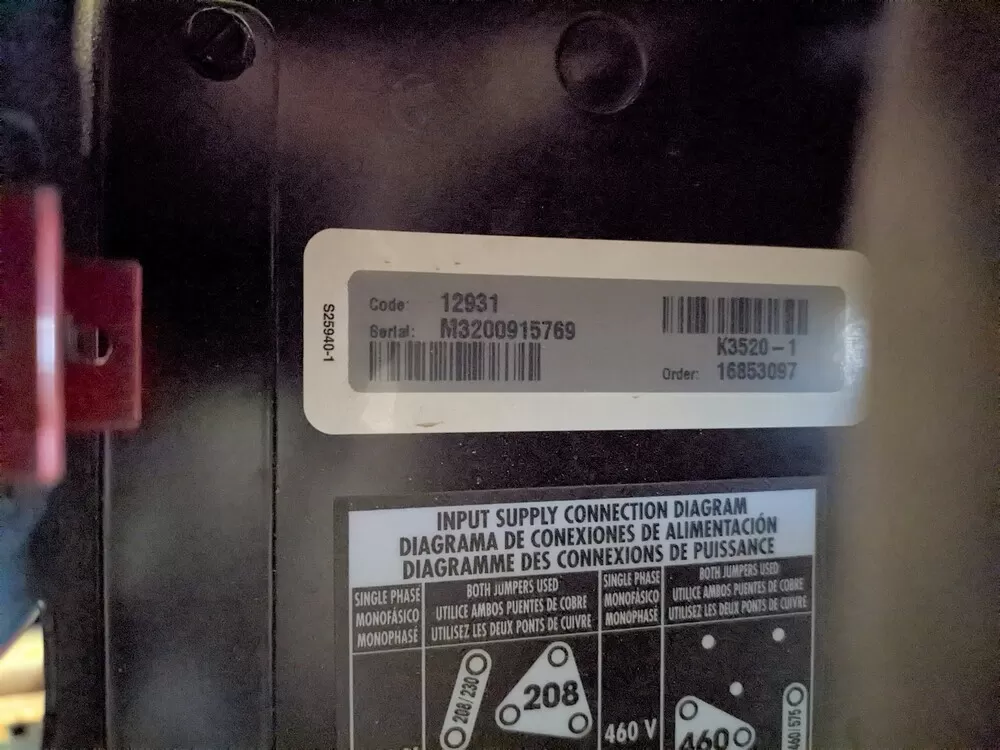 S25940-1
Code: 12931
Serial: M3200915769
K3520-1
Order: 16853097
INPUT SUPPLY CONNECTION DIAGRAM
DIAGRAMA DE CONEXIONES DE ALIMENTACIÓN
DIAGRAMME DES CONNEXIONS DE PUISSANCE
SINGLE PHASE
MONOFÁSICO
MONOPHASÉ
BOTH JUMPERS USED
UTILICE AMBOS PUENTES DE COBRE
UTILISEZ LES DEUX PONTS DE CUIVRE
SINGLE PHASE
MONOFÁSICO
MONOPHASÉ
BOTH JUMPERS USED
UTILICE AMBOS PUENTES DE COBRE
UTILISEZ LES DEUX PONTS DE CUIVRE
208/230
208
460 V
460